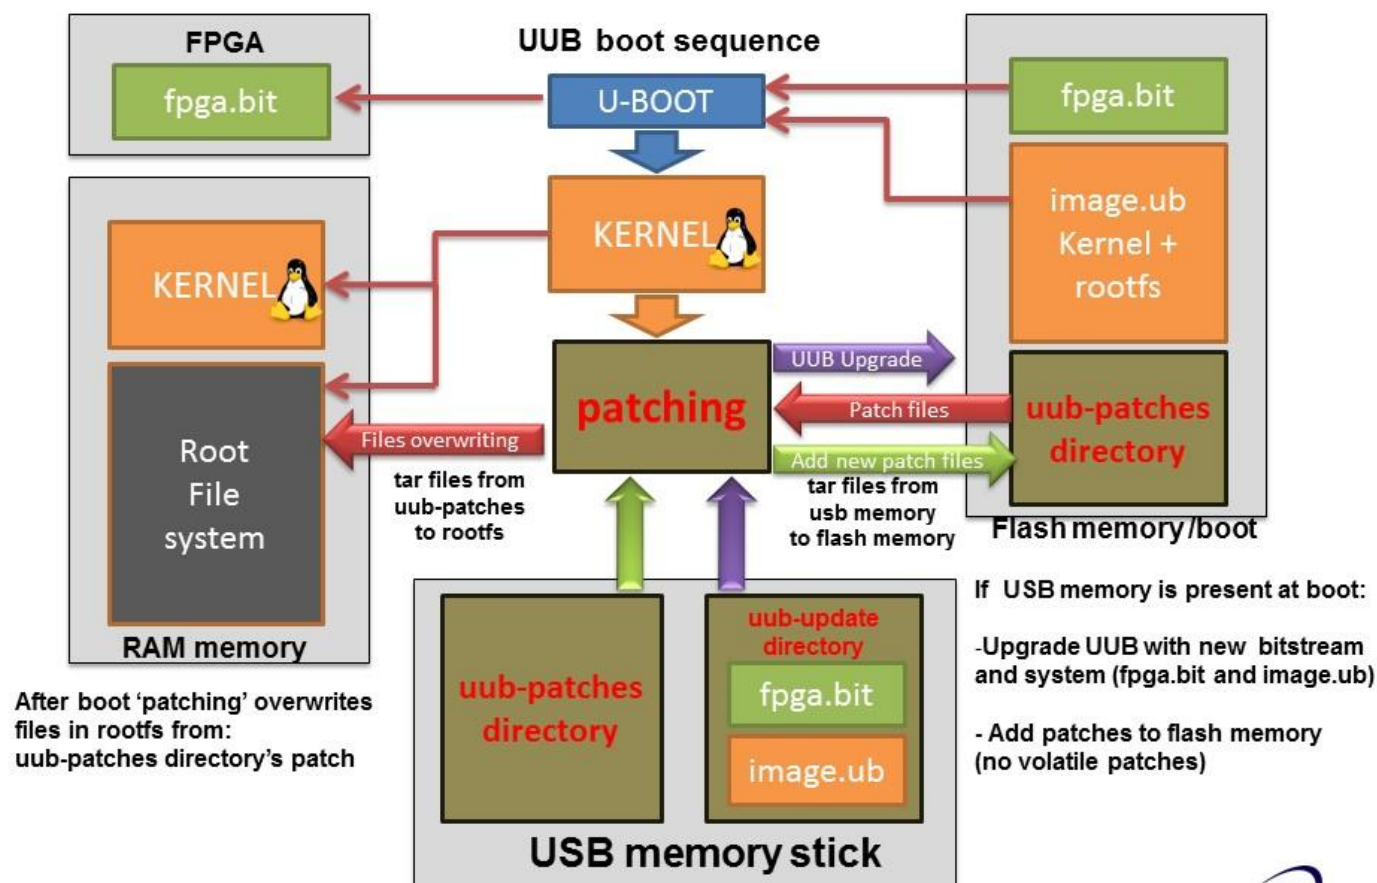 UUB boot sequence
FPGA
fpga.bit
U-BOOT
fpga.bit
image.ub
Kernel +
rootfs
KERNEL
KERNEL
patching
UUB Upgrade
Patch files
Add new patch files
uub-patches
directory
Files overwriting
Root
File
system
tar files from
uub-patches
to rootfs
tar files from
usb memory
to flash memory
Flash memory /boot
RAM memory
uub-patches
directory
uub-update
directory
fpga.bit
image.ub
USB memory stick
After boot ‘patching’ overwrites
files in rootfs from:
uub-patches directory’s patch
If USB memory is present at boot:
-Upgrade UUB with new bitstream
and system (fpga.bit and image.ub)
- Add patches to flash memory
(no volatile patches)